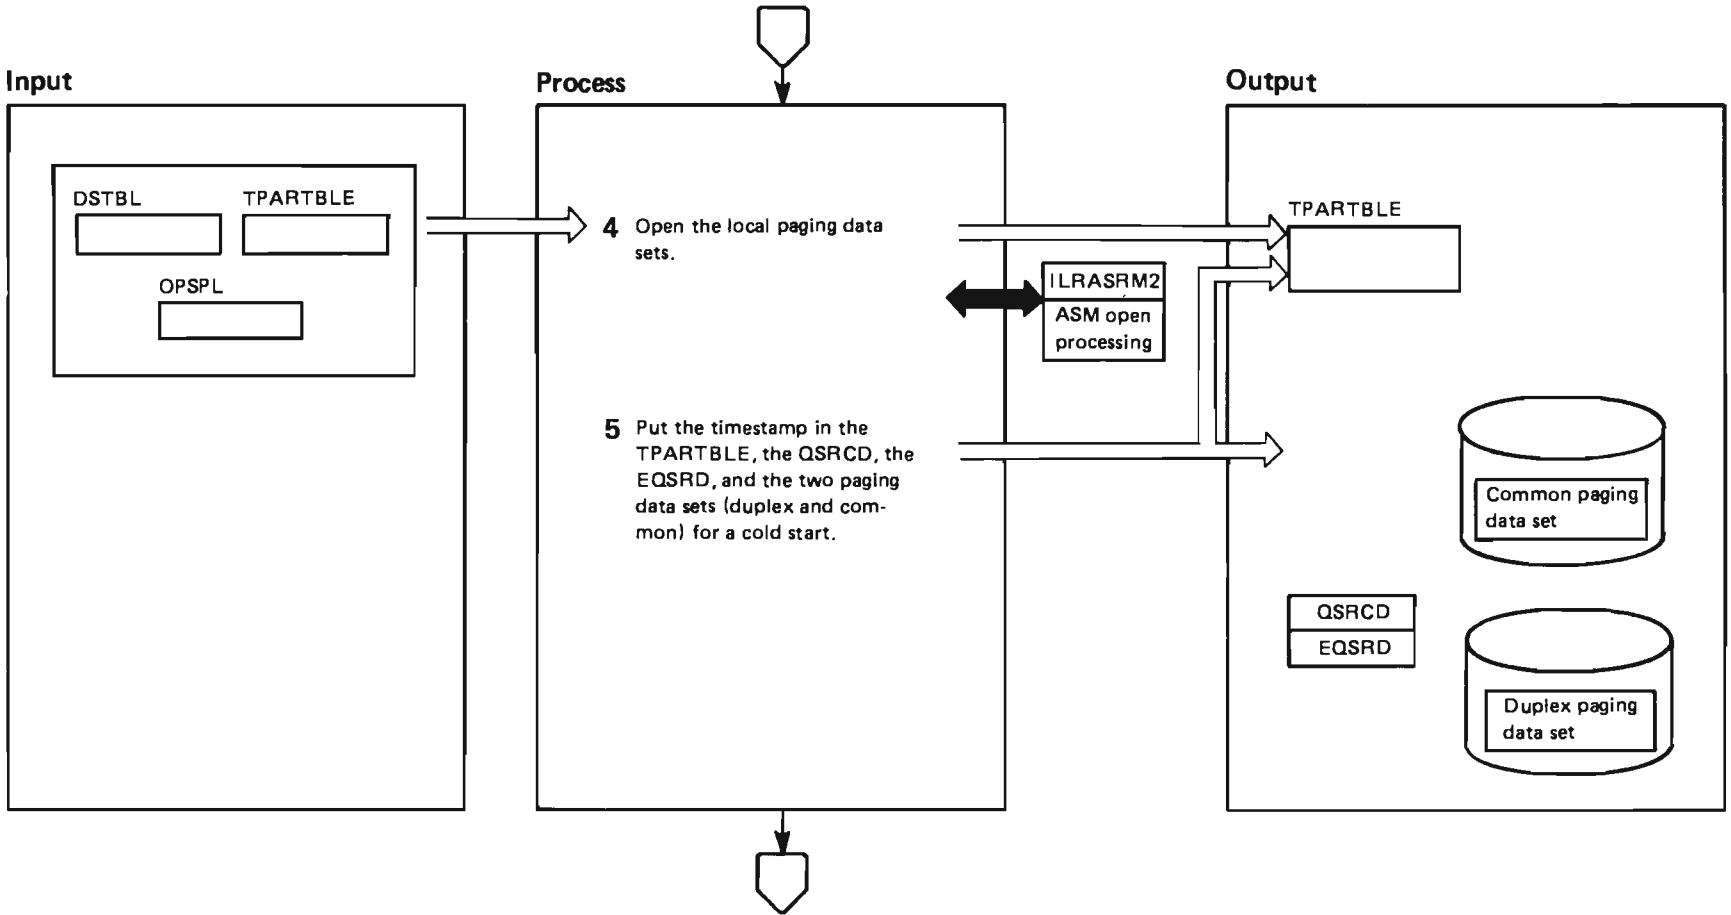 Input
Process
Output
DSTBL
TPARTBLE
OPSPL
4 Open the local paging data
sets.
ILRASRM2
ASM open
processing
5 Put the timestamp in the
TPARTBLE, the QSRCD, the
EQSRD, and the two paging
data sets (duplex and com-
mon) for a cold start.
TPARTBLE
Common paging
data set
QSRCD
EQSRD
Duplex paging
data set